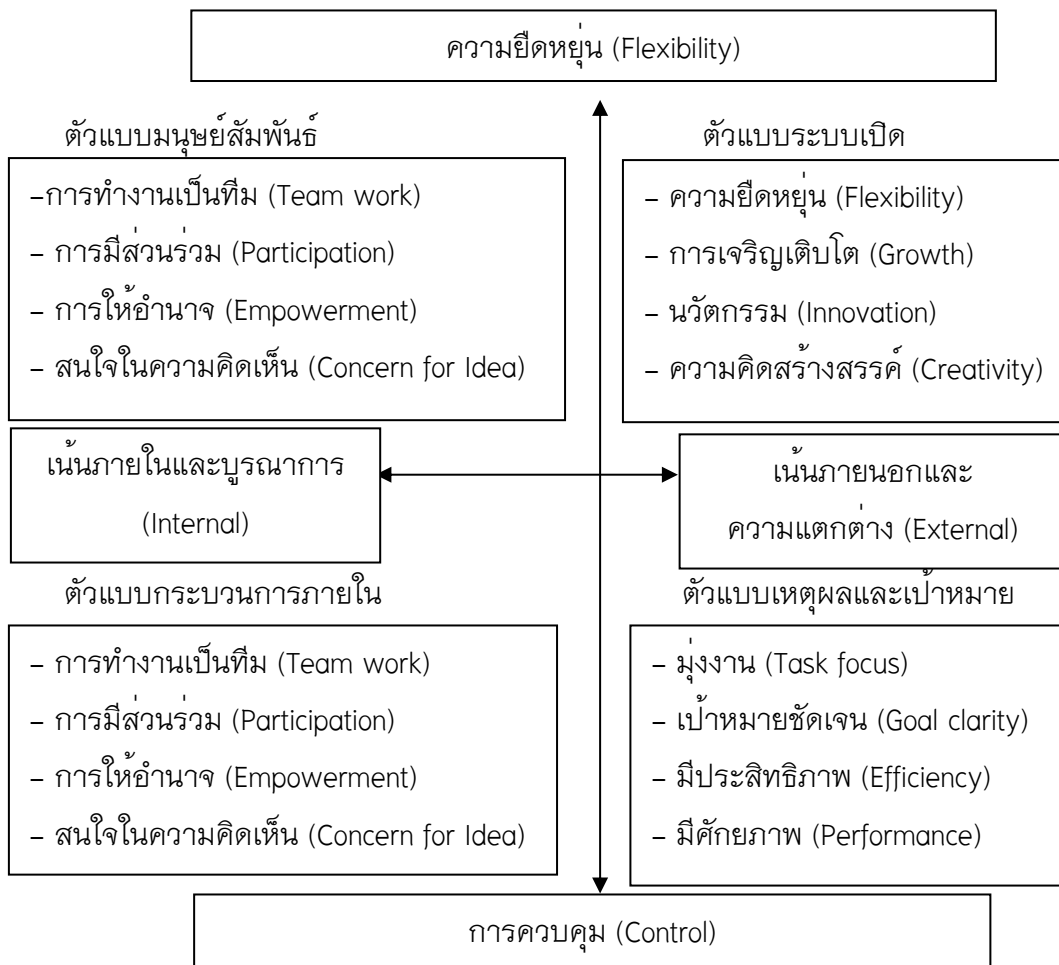 ความยืดหยุ่น (Flexibility)
ตัวแบบมนุษย์สัมพันธ์
-การทำงานเป็นทีม (Team work)
- การมีส่วนร่วม (Participation)
- การให้อำนาจ (Empowerment)
- สนใจในความคิดเห็น (Concern for Idea)
ตัวแบบระบบเปิด
- ความยืดหยุ่น (Flexibility)
- การเจริญเติบโต (Growth)
- นวัตกรรม (Innovation)
- ความคิดสร้างสรรค์ (Creativity)
เน้นภายในและบูรณาการ
(Internal)
เน้นภายนอกและ
ความแตกต่าง (External)
ตัวแบบกระบวนการภายใน
- การทำงานเป็นทีม (Team work)
- การมีส่วนร่วม (Participation)
- การให้อำนาจ (Empowerment)
- สนใจในความคิดเห็น (Concern for Idea)
ตัวแบบเหตุผลและเป้าหมาย
- มุ่งงาน (Task focus)
- เป้าหมายชัดเจน (Goal clarity)
- มีประสิทธิภาพ (Efficiency)
- มีศักยภาพ (Performance)
การควบคุม (Control)